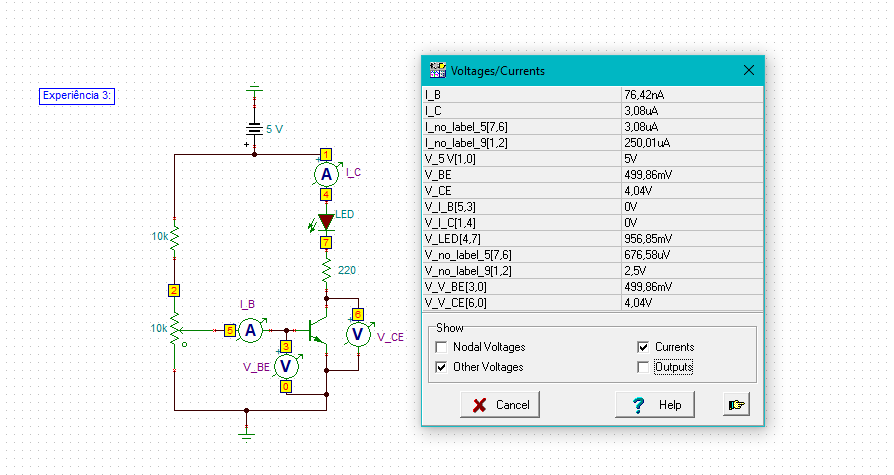 Experiência 3:
5 V
+
1
+
A
I_C
4
LED
7
10k
220
2
I_B
10k
5
A
+
6
V
V_CE
3
+
V_BE
V
0
Voltages/Currents
I_B 76,42nA
I_C 3,08uA
I_no_label_5[7,6] 3,08uA
I_no_label_9[1,2] 250,01uA
V_5 V[1,0] 5V
V_BE 499,86mV
V_CE 4,04V
V_I_B[5,3] 0V
V_I_C[1,4] 0V
V_LED[4,7] 956,85mV
V_no_label_5[7,6] 676,58uV
V_no_label_9[1,2] 2,5V
V_V_BE[3,0] 499,86mV
V_V_CE[6,0] 4,04V
Show
Nodal Voltages Currents
Other Voltages Outputs
Cancel ? Help